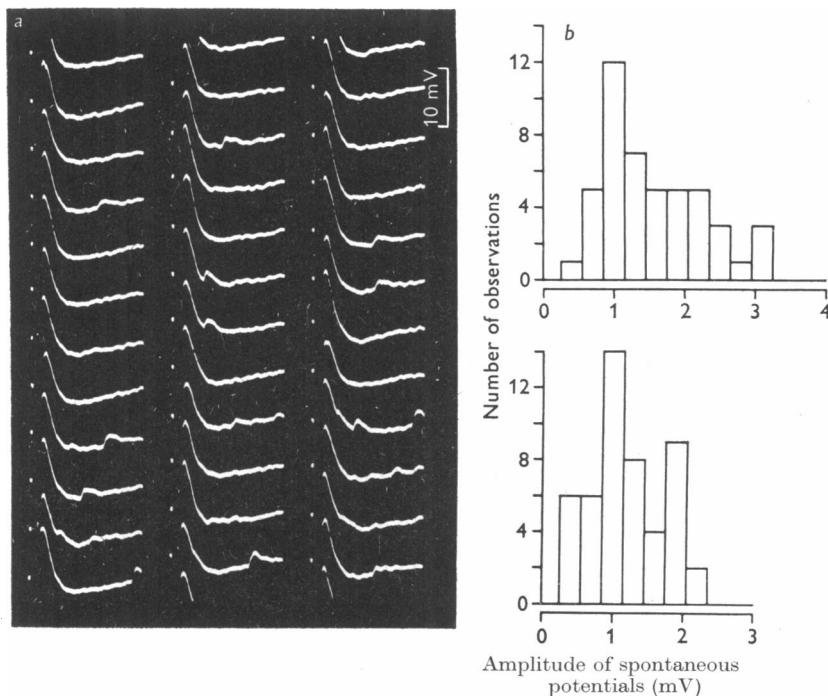 a
10 mV
b
Number of observations
12
8
4
0
0 1 2 3 4
12
8
4
0
0 1 2 3
Amplitude of spontaneous
potentials (mV)